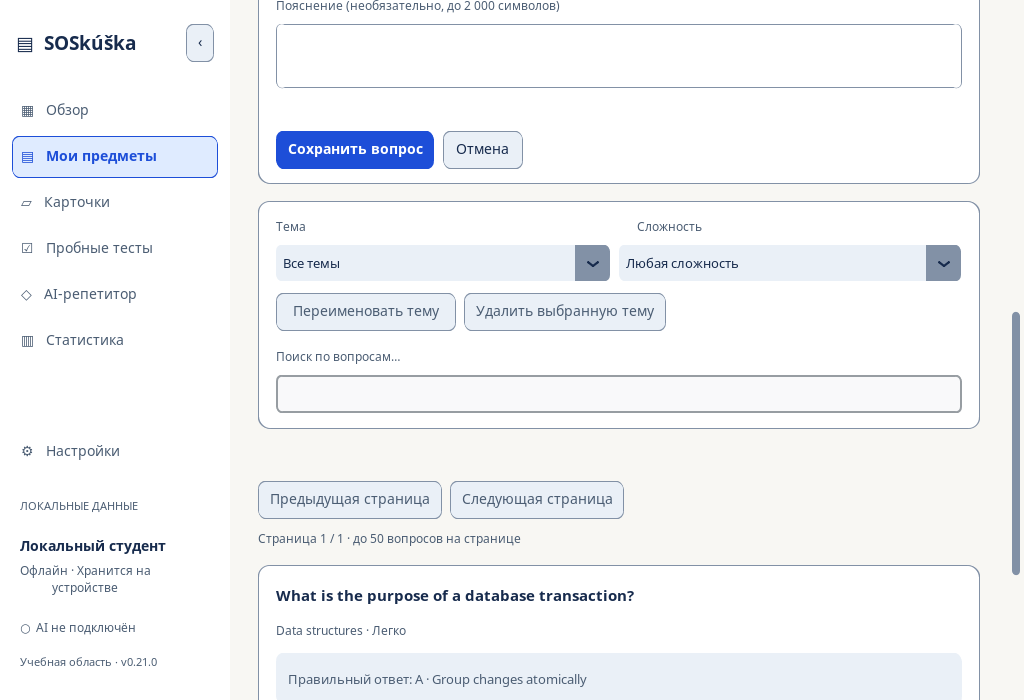 SOSkúška
‹
Обзор
Мои предметы
Карточки
Пробные тесты
AI-репетитор
Статистика
Настройки
ЛОКАЛЬНЫЕ ДАННЫЕ
Локальный студент
Офлайн · Хранится на
устройстве
AI не подключён
Учебная область · v0.21.0
Пояснение (необязательно, до 2 000 символов)
Сохранить вопрос
Отмена
Тема
Сложность
Все темы
Любая сложность
Переименовать тему
Удалить выбранную тему
Поиск по вопросам…
Предыдущая страница
Следующая страница
Страница 1 / 1 · до 50 вопросов на странице
What is the purpose of a database transaction?
Data structures · Легко
Правильный ответ: A · Group changes atomically